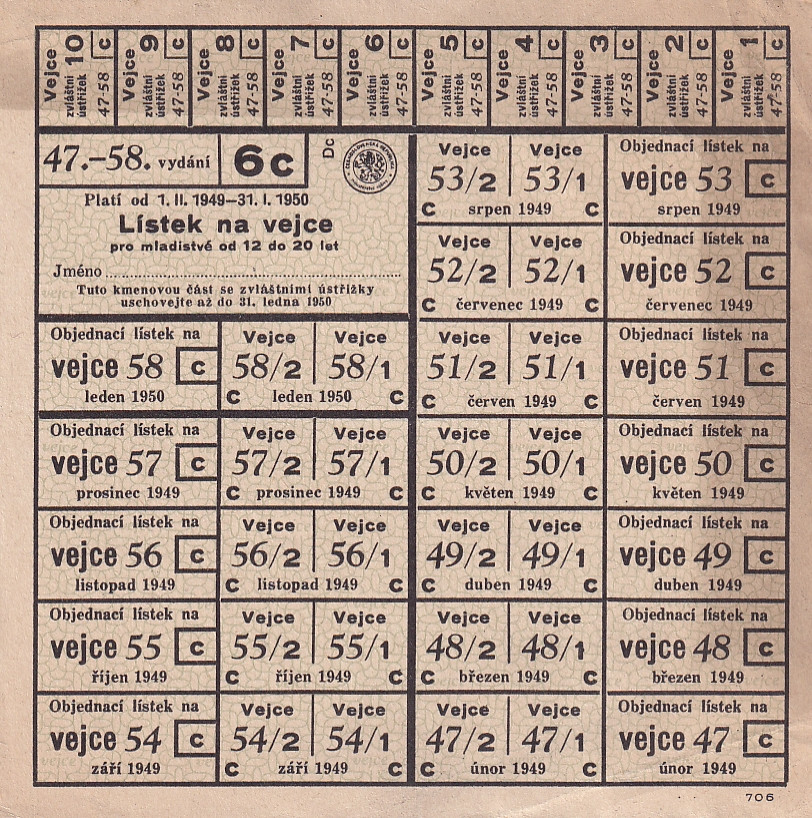 Vejce zvláštní ústřižek 10 47-58 C
Vejce zvláštní ústřižek 9 47-58 C
Vejce zvláštní ústřižek 8 47-58 C
Vejce zvláštní ústřižek 7 47-58 C
Vejce zvláštní ústřižek 6 47-58 C
Vejce zvláštní ústřižek 5 47-58 C
Vejce zvláštní ústřižek 4 47-58 C
Vejce zvláštní ústřižek 3 47-58 C
Vejce zvláštní ústřižek 2 47-58 C
Vejce zvláštní ústřižek 1 47-58 C
47.–58. vydání 6c Dc
Platí od 1. II. 1949—31. I. 1950
Lístek na vejce
pro mladistvé od 12 do 20 let
Jméno
Tuto kmenovou část se zvláštními ústřižky
uschovejte až do 31. ledna 1950
Vejce Vejce
53/2 53/1
C srpen 1949 C
Objednací lístek na
vejce 53 C
srpen 1949
Vejce Vejce
52/2 52/1
C červenec 1949 C
Objednací lístek na
vejce 52 C
červenec 1949
Objednací lístek na
vejce 58 C
leden 1950
Vejce Vejce
58/2 58/1
C leden 1950 C
Vejce Vejce
51/2 51/1
C červen 1949 C
Objednací lístek na
vejce 51 C
červen 1949
Objednací lístek na
vejce 57 C
prosinec 1949
Vejce Vejce
57/2 57/1
C prosinec 1949 C
Vejce Vejce
50/2 50/1
C květen 1949 C
Objednací lístek na
vejce 50 C
květen 1949
Objednací lístek na
vejce 56 C
listopad 1949
Vejce Vejce
56/2 56/1
C listopad 1949 C
Vejce Vejce
49/2 49/1
C duben 1949 C
Objednací lístek na
vejce 49 C
duben 1949
Objednací lístek na
vejce 55 C
říjen 1949
Vejce Vejce
55/2 55/1
C říjen 1949 C
Vejce Vejce
48/2 48/1
C březen 1949 C
Objednací lístek na
vejce 48 C
březen 1949
Objednací lístek na
vejce 54 C
září 1949
Vejce Vejce
54/2 54/1
C září 1949 C
Vejce Vejce
47/2 47/1
C únor 1949 C
Objednací lístek na
vejce 47 C
únor 1949
706